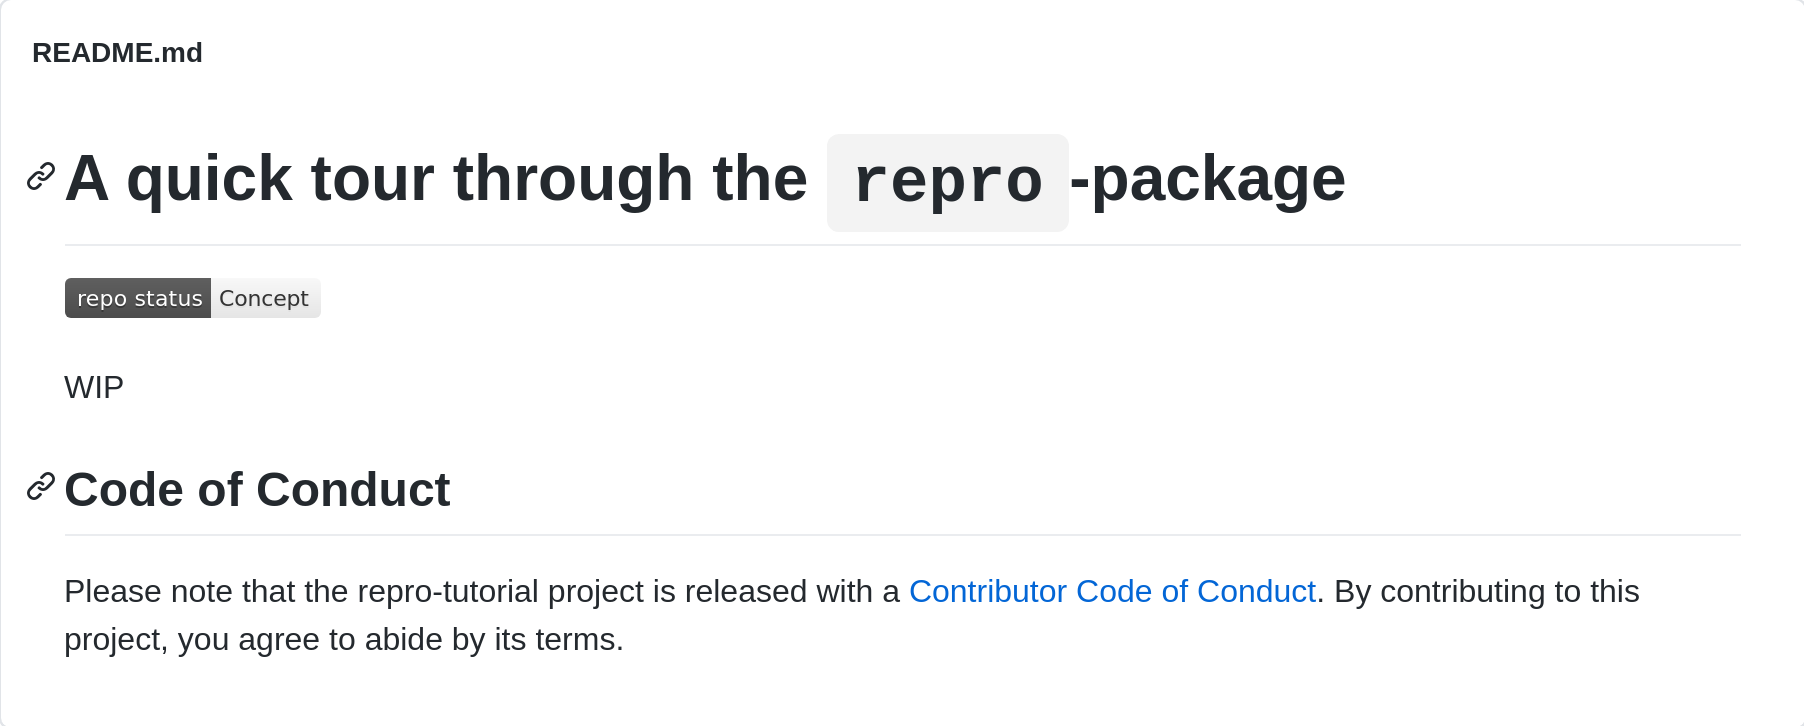 README.md
A quick tour through the repro-package
repo status Concept
WIP
Code of Conduct
Please note that the repro-tutorial project is released with a Contributor Code of Conduct. By contributing to this
project, you agree to abide by its terms.